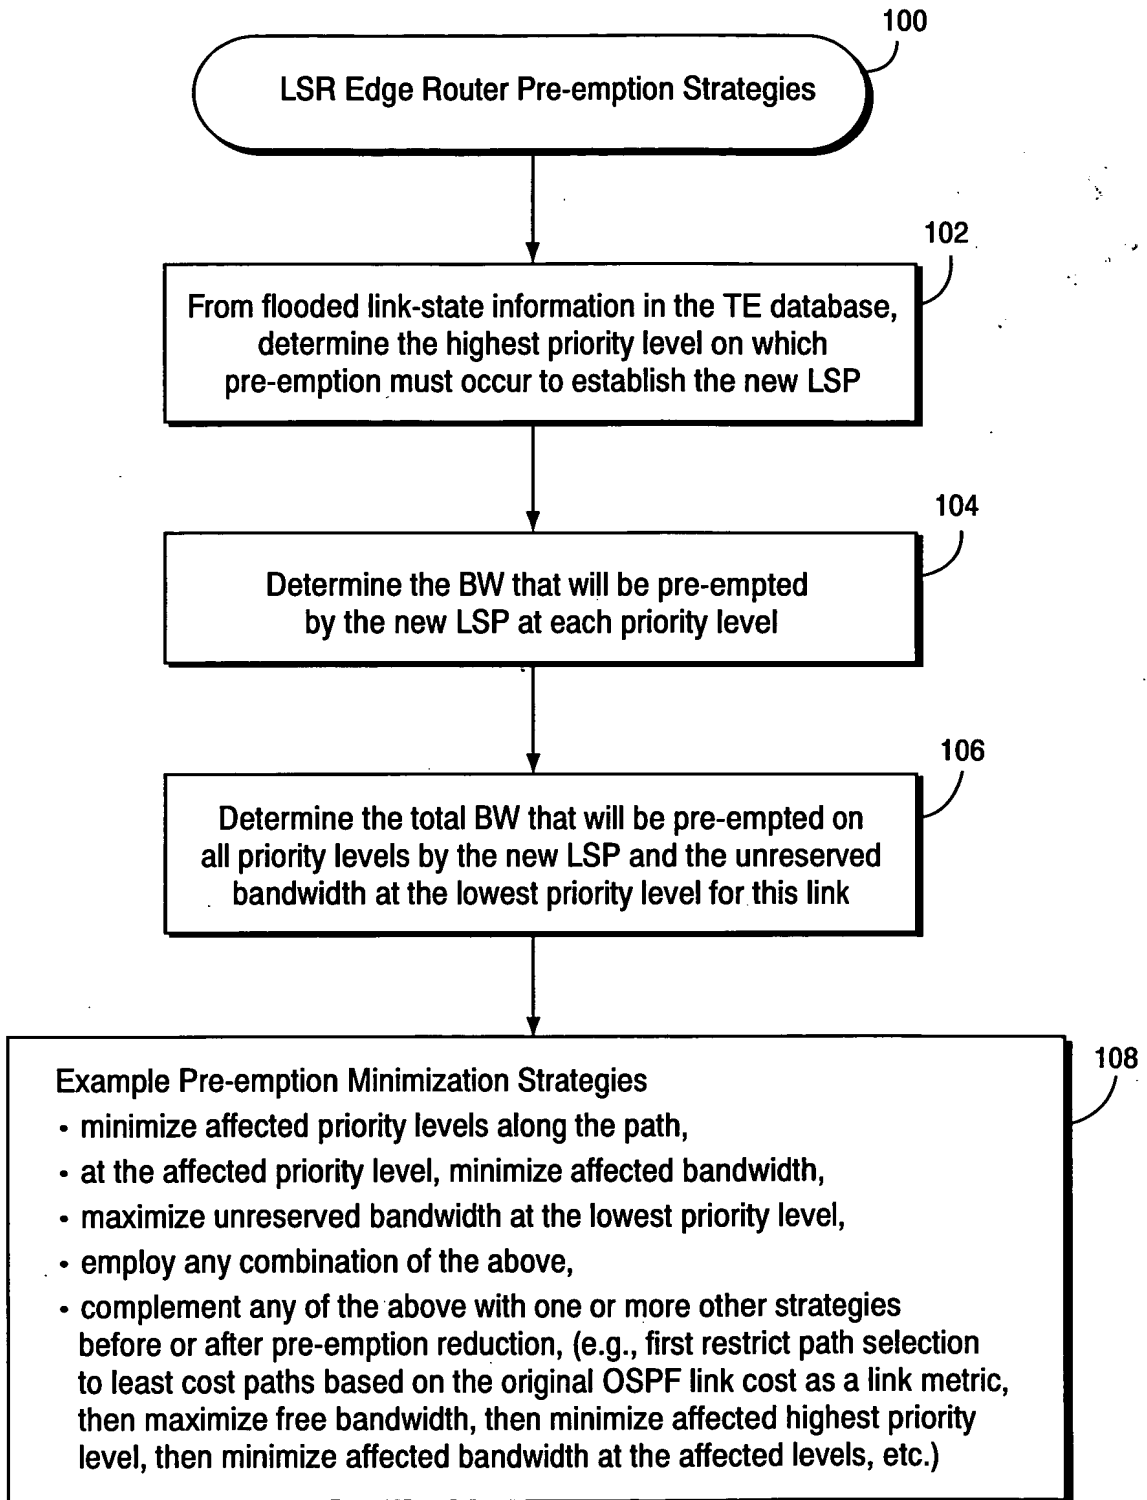 100
LSR Edge Router Pre-emption Strategies
102
From flooded link-state information in the TE database,
determine the highest priority level on which
pre-emption must occur to establish the new LSP
104
Determine the BW that will be pre-empted
by the new LSP at each priority level
106
Determine the total BW that will be pre-empted on
all priority levels by the new LSP and the unreserved
bandwidth at the lowest priority level for this link
108
Example Pre-emption Minimization Strategies
· minimize affected priority levels along the path,
· at the affected priority level, minimize affected bandwidth,
· maximize unreserved bandwidth at the lowest priority level,
· employ any combination of the above,
· complement any of the above with one or more other strategies
before or after pre-emption reduction, (e.g., first restrict path selection
to least cost paths based on the original OSPF link cost as a link metric,
then maximize free bandwidth, then minimize affected highest priority
level, then minimize affected bandwidth at the affected levels, etc.)